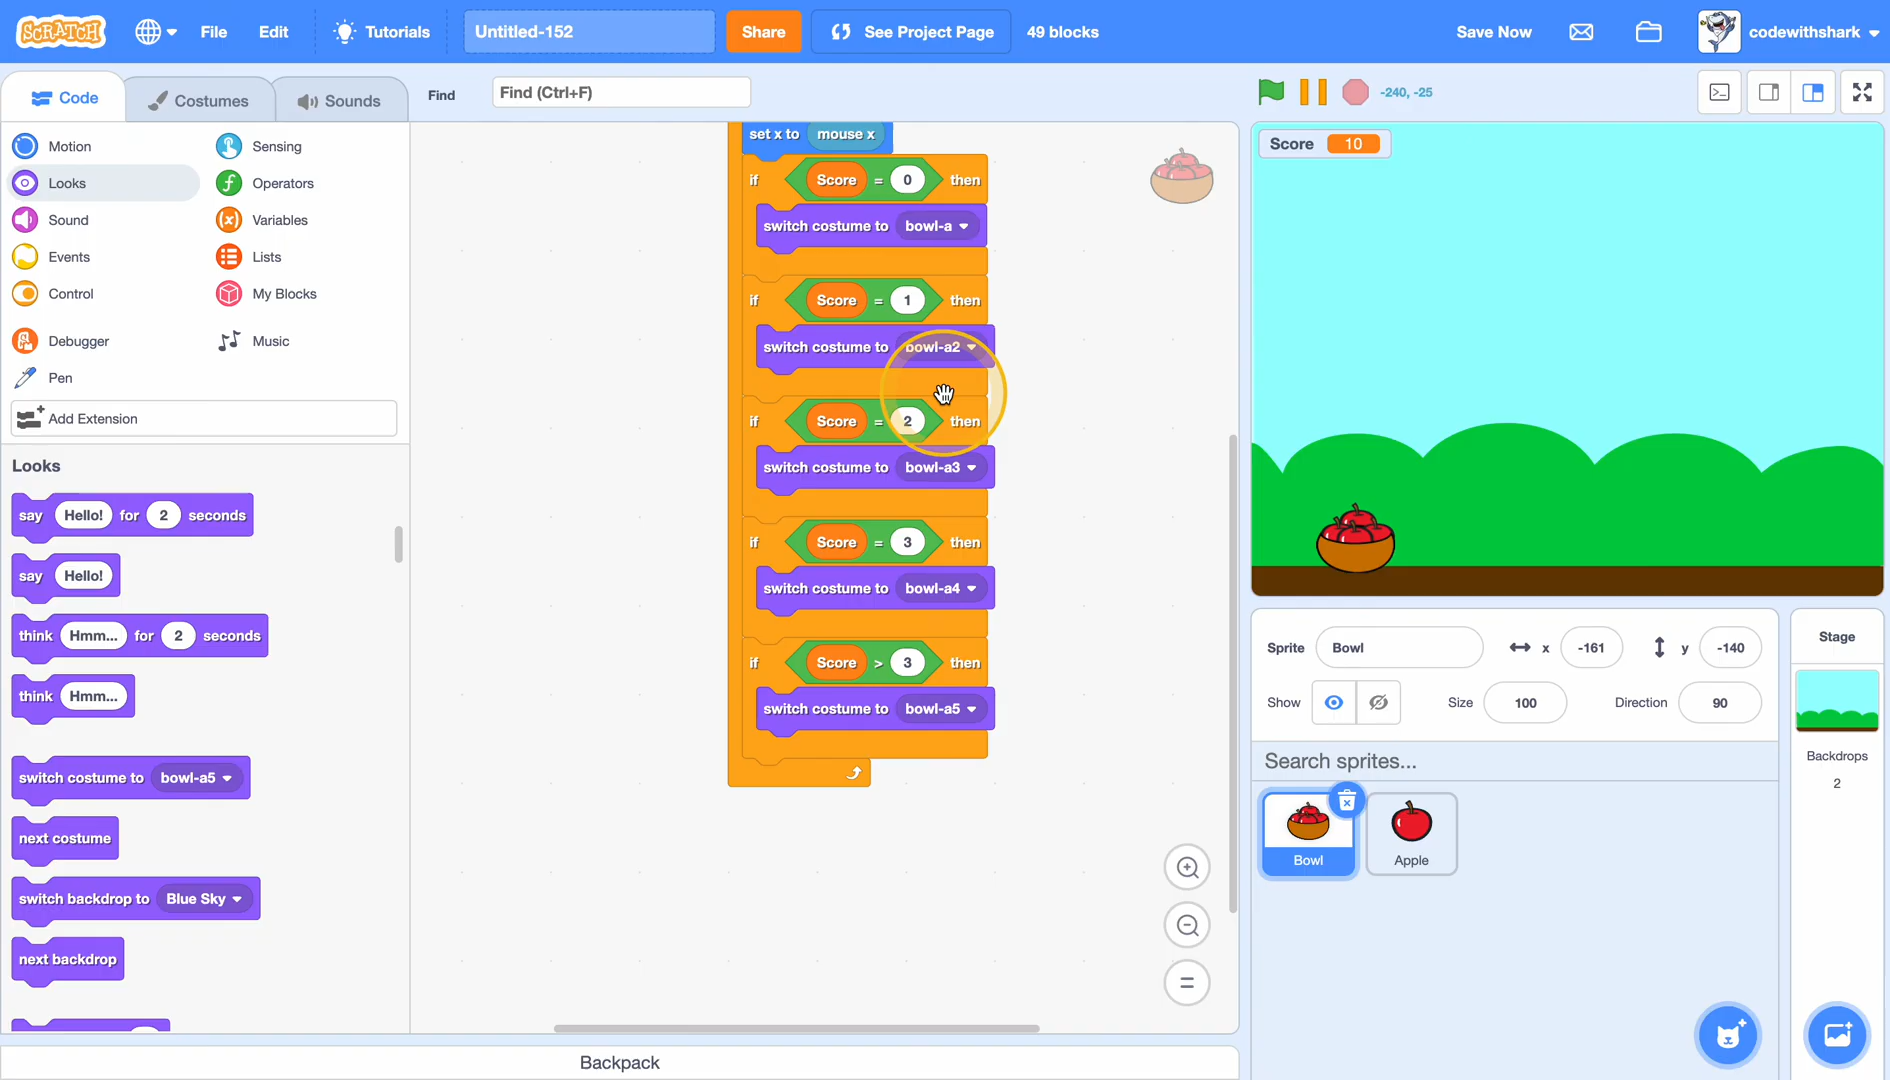 SCRATCH
File
Edit
Tutorials
Untitled-152
Share
See Project Page
49 blocks
Save Now
codewithshark
Code
Costumes
Sounds
Find
Find (Ctrl+F)
-240, -25
Motion
Sensing
Looks
Operators
Sound
Variables
Events
Lists
Control
My Blocks
Debugger
Music
Pen
Add Extension
Looks
say Hello! for 2 seconds
say Hello!
think Hmm... for 2 seconds
think Hmm...
switch costume to bowl-a5
next costume
switch backdrop to Blue Sky
next backdrop
set x to mouse x
if Score = 0 then
switch costume to bowl-a
if Score = 1 then
switch costume to bowl-a2
if Score = 2 then
switch costume to bowl-a3
if Score = 3 then
switch costume to bowl-a4
if Score > 3 then
switch costume to bowl-a5
Backpack
Score 10
Sprite Bowl x -161 y -140
Show Size 100 Direction 90
Search sprites...
Bowl
Apple
Stage
Backdrops
2